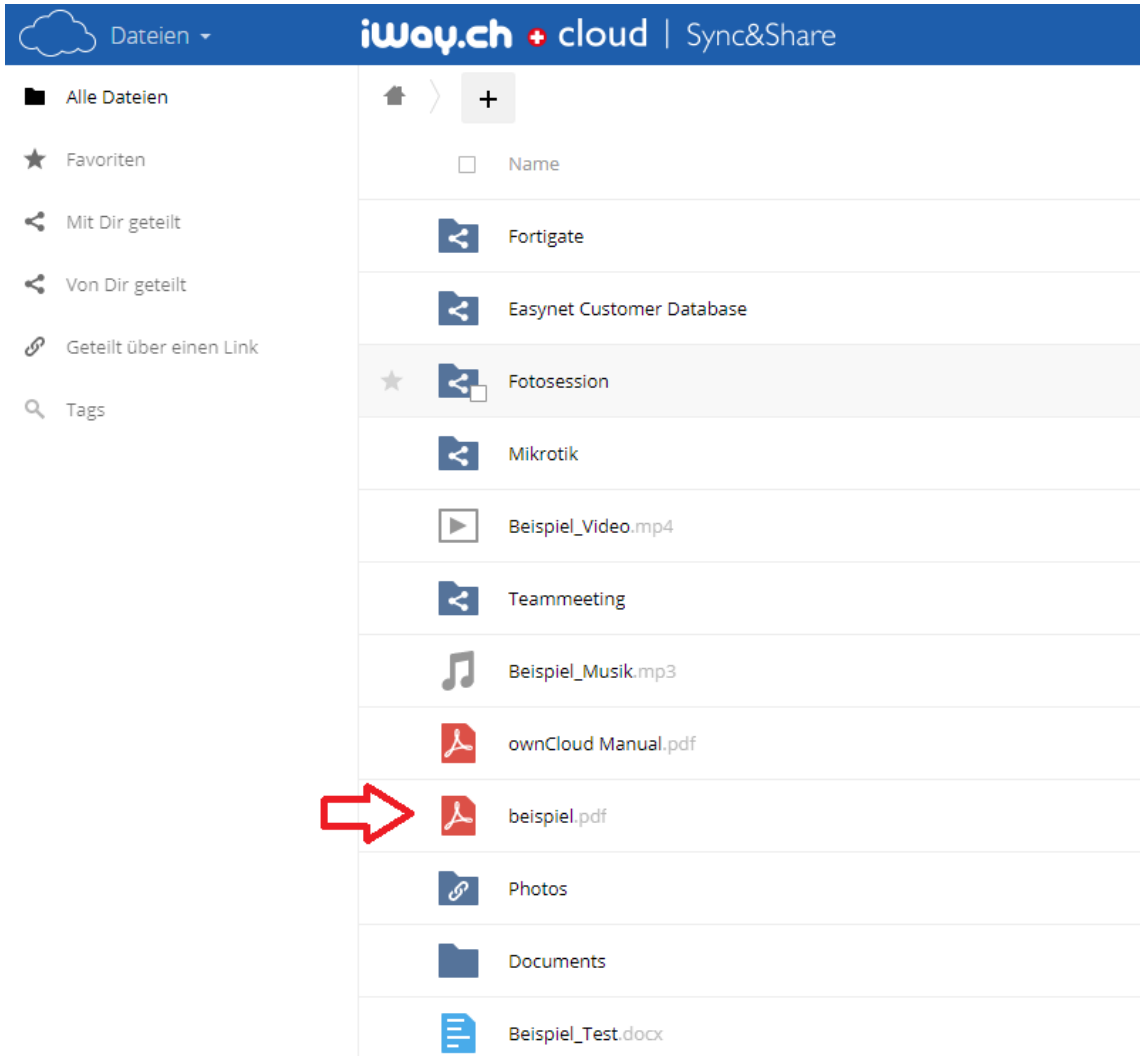 Dateien
iway.ch cloud | Sync&Share
Alle Dateien
Favoriten
Mit Dir geteilt
Von Dir geteilt
Geteilt über einen Link
Tags
+
Name
Fortigate
Easynet Customer Database
Fotosession
Mikrotik
Beispiel_Video.mp4
Teammeeting
Beispiel_Musik.mp3
ownCloud Manual.pdf
beispiel.pdf
Photos
Documents
Beispiel_Test.docx